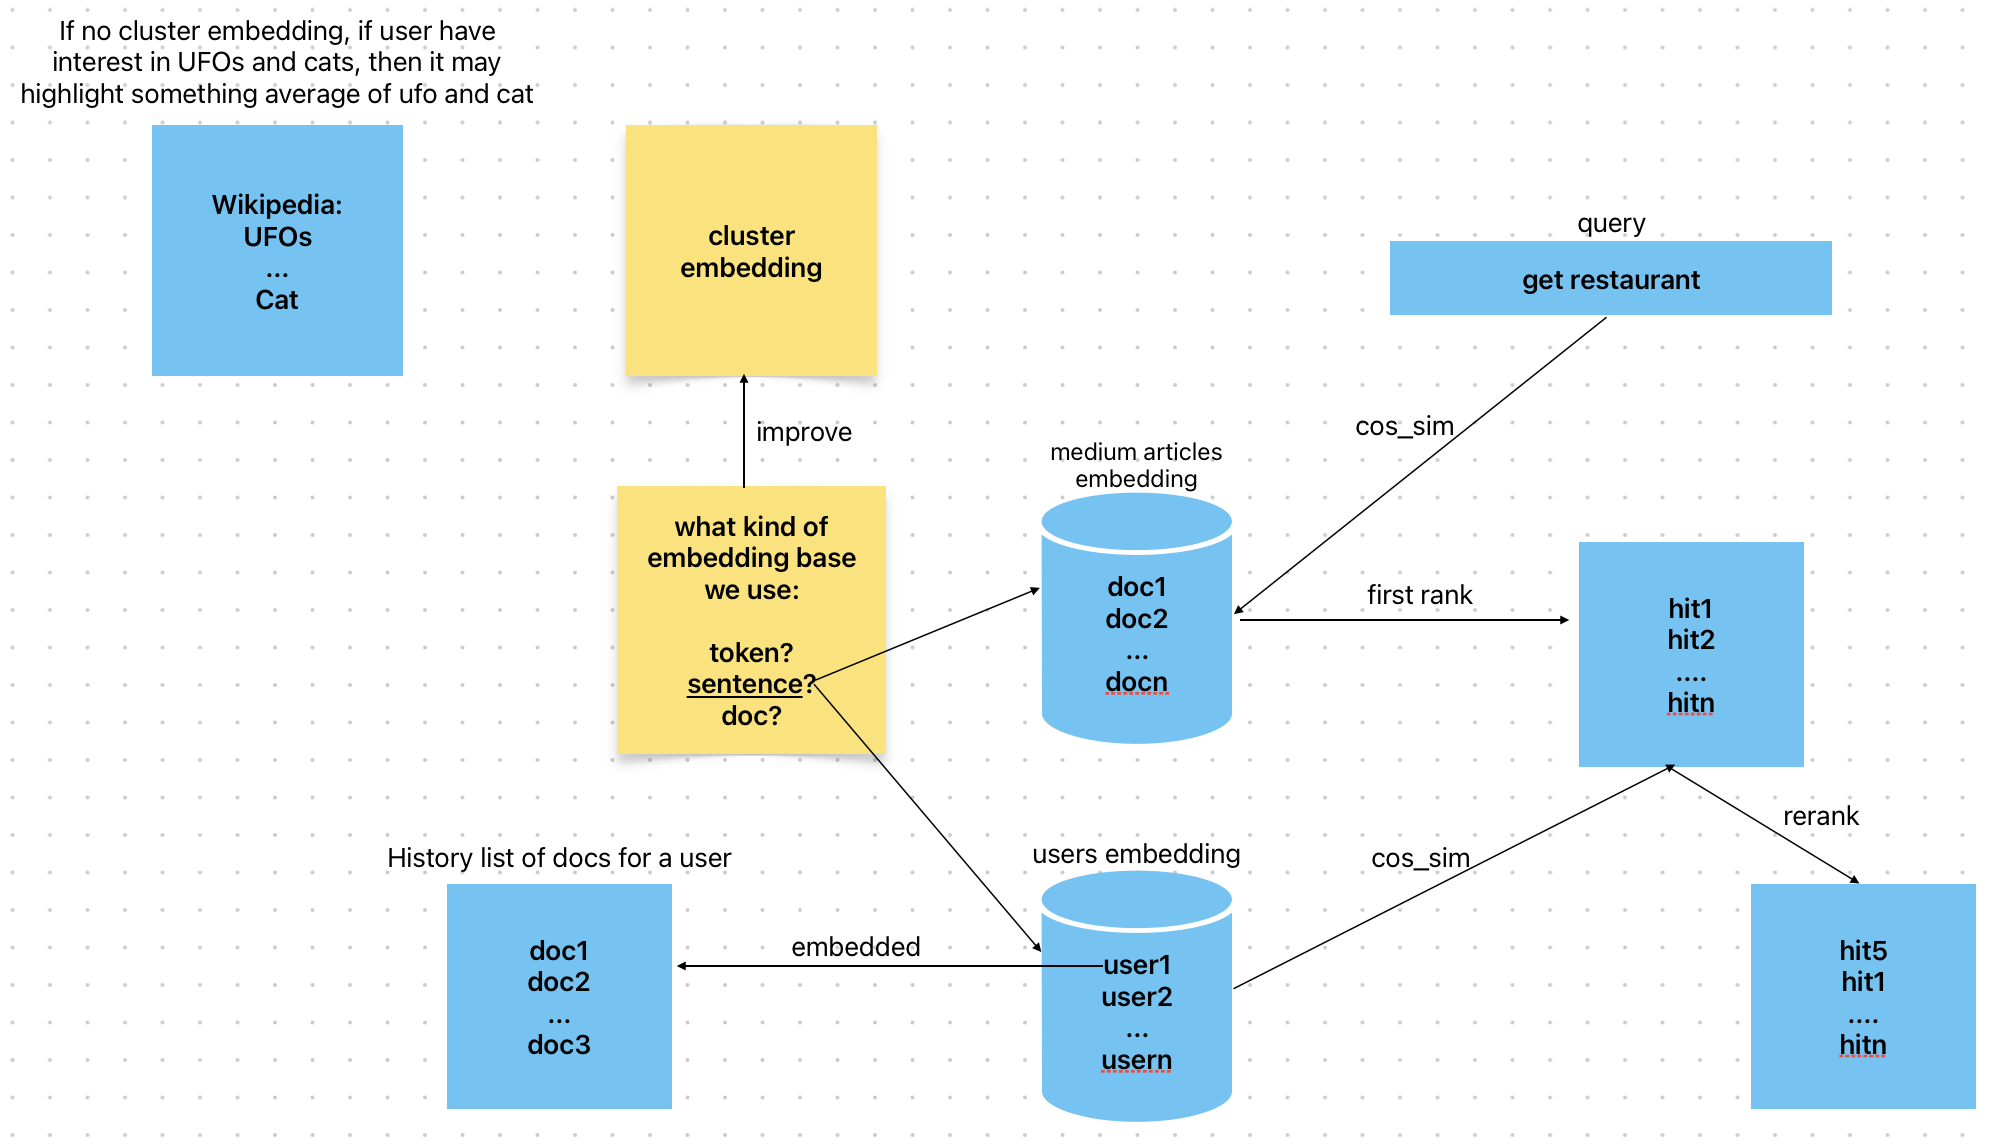 If no cluster embedding, if user have
interest in UFOs and cats, then it may
highlight something average of ufo and cat
Wikipedia:
UFOs
...
Cat
cluster
embedding
query
get restaurant
improve
cos_sim
medium articles
embedding
what kind of
embedding base
we use:
token?
sentence?
doc?
doc1
doc2
...
docn
first rank
hit1
hit2
....
hitn
rerank
History list of docs for a user
doc1
doc2
...
doc3
embedded
users embedding
user1
user2
...
usern
cos_sim
hit5
hit1
....
hitn